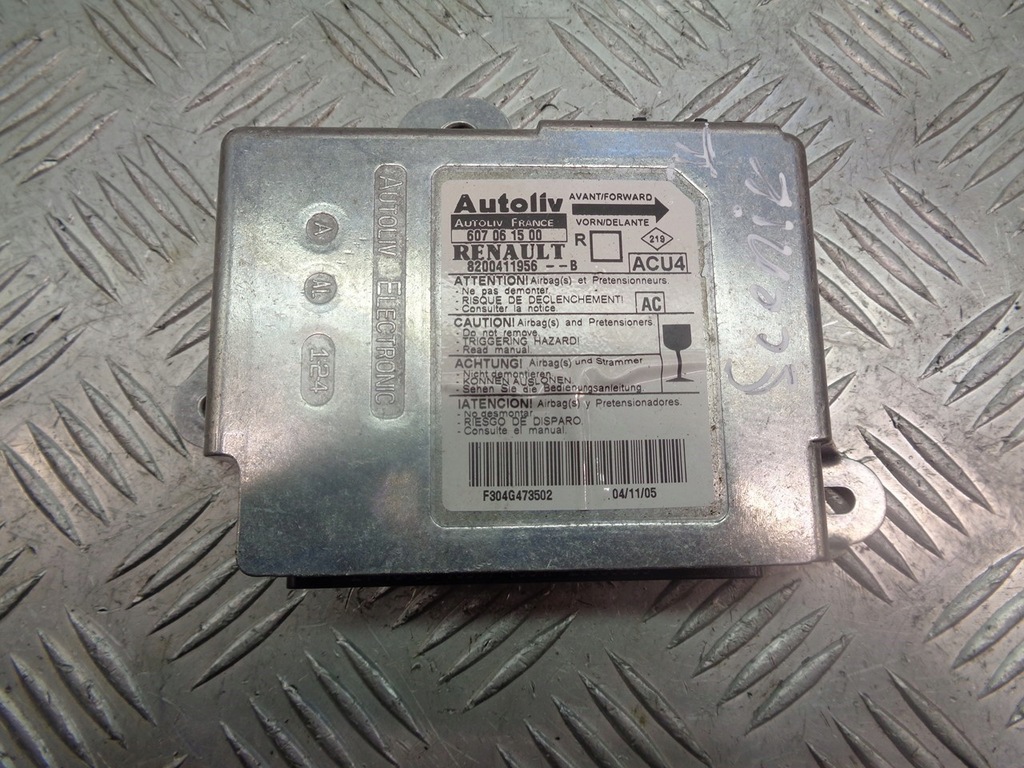 A
AL
124
AUTOLIV ELECTRONIC
Autoliv
AUTOLIV FRANCE
607 06 15 00
RENAULT
8200411956 -- B
AVANT/FORWARD
VORN/DELANTE
R
218
ACU4
ATTENTION! Airbag(s) et Pretensionneurs.
- Ne pas demonter.
- RISQUE DE DECLENCHEMENT!
- Consulter la notice.
AC
CAUTION! Airbag(s) and Pretensioners.
- Do not remove.
- TRIGGERING HAZARD!
- Read manual.
ACHTUNG! Airbag(s) und Strammer
- Nicht demontieren.
- KONNEN AUSLONEN.
- Sehen Sie die Bedienungsanleitung
!ATENCION! Airbag(s) y Pretensionadores.
- No desmontar.
- RIESGO DE DISPARO.
- Consulte el manual.
F304G473502 04/11/05